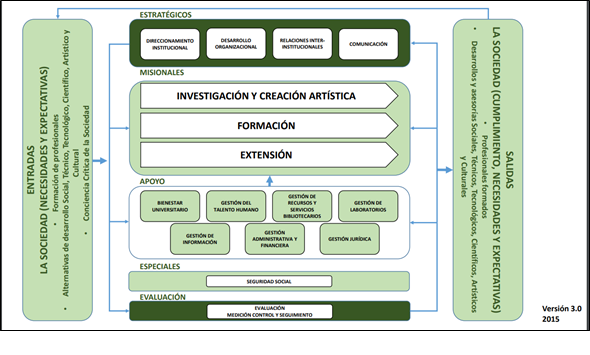 ENTRADAS
LA SOCIEDAD (NECESIDADES Y EXPECTATIVAS)
• Formación de profesionales
• Alternativas de desarrollo Social, Técnico, Tecnológico, Científico, Artístico y
Cultural
• Conciencia Crítica de la Sociedad
ESTRATÉGICOS
DIRECCIONAMIENTO
INSTITUCIONAL
DESARROLLO
ORGANIZACIONAL
RELACIONES INTER-
INSTITUCIONALES
COMUNICACIÓN
MISIONALES
INVESTIGACIÓN Y CREACIÓN ARTÍSTICA
FORMACIÓN
EXTENSIÓN
APOYO
BIENESTAR
UNIVERSITARIO
GESTIÓN DEL
TALENTO HUMANO
GESTIÓN DE
RECURSOS Y
SERVICIOS
BIBLIOTECARIOS
GESTIÓN DE
LABORATORIOS
GESTIÓN DE
INFORMACIÓN
GESTIÓN
ADMINISTRATIVA Y
FINANCIERA
GESTIÓN JURÍDICA
ESPECIALES
SEGURIDAD SOCIAL
EVALUACIÓN
EVALUACIÓN
MEDICIÓN CONTROL Y SEGUIMIENTO
SALIDAS
LA SOCIEDAD (CUMPLIMIENTO, NECESIDADES Y EXPECTATIVAS)
• Profesionales formados
• Desarrollos y asesorías Sociales, Técnicos, Tecnológicos, Científicos, Artísticos
y Culturales
Versión 3.0
2015